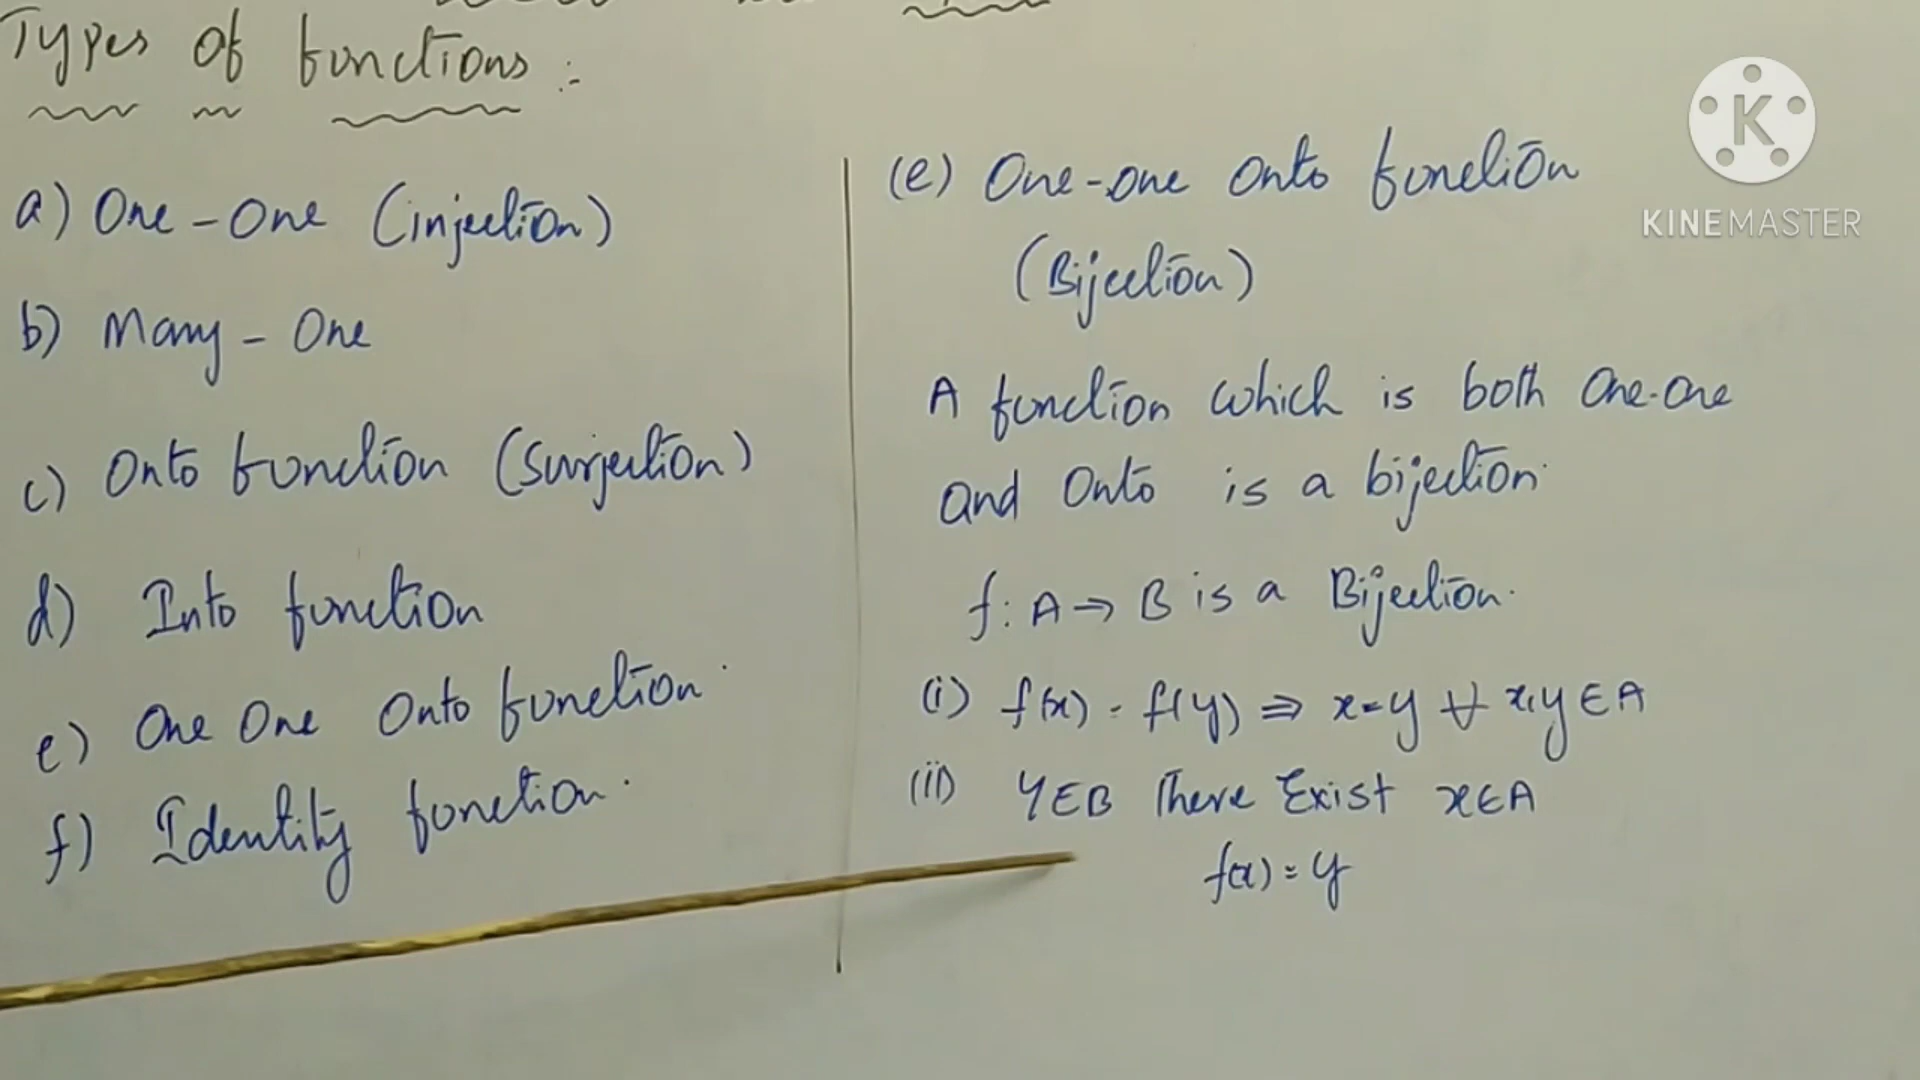 Types of functions :-
a) One - One (injection)
b) Many - One
c) Onto function (Surjection)
d) Into function
e) One One Onto function.
f) Identity function.
(e) One-one Onto function
(Bijection)
A function which is both One-One
and Onto is a bijection.
f: A → B is a Bijection.
(i) f(x) = f(y) ⇒ x=y ∀ x,y ∈ A
(ii) Y∈B There Exist x∈A
f(x) = y
K
KINEMASTER